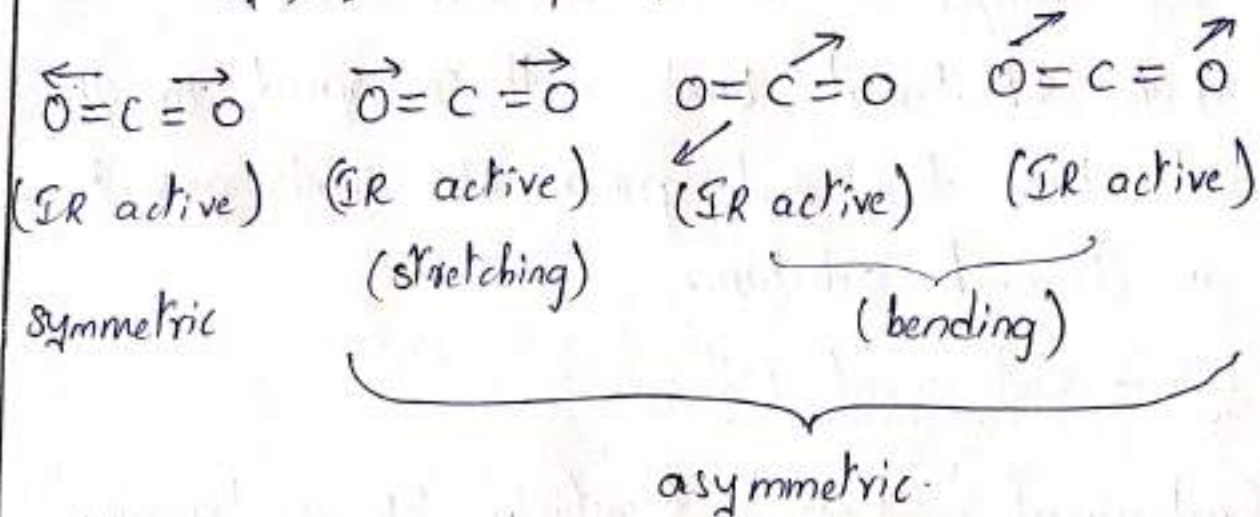 O=C=O O=C=O O=C=O O=C=O
(IR active) (IR active) (IR active) (IR active)
(stretching)
symmetric (bending)
asymmetric.